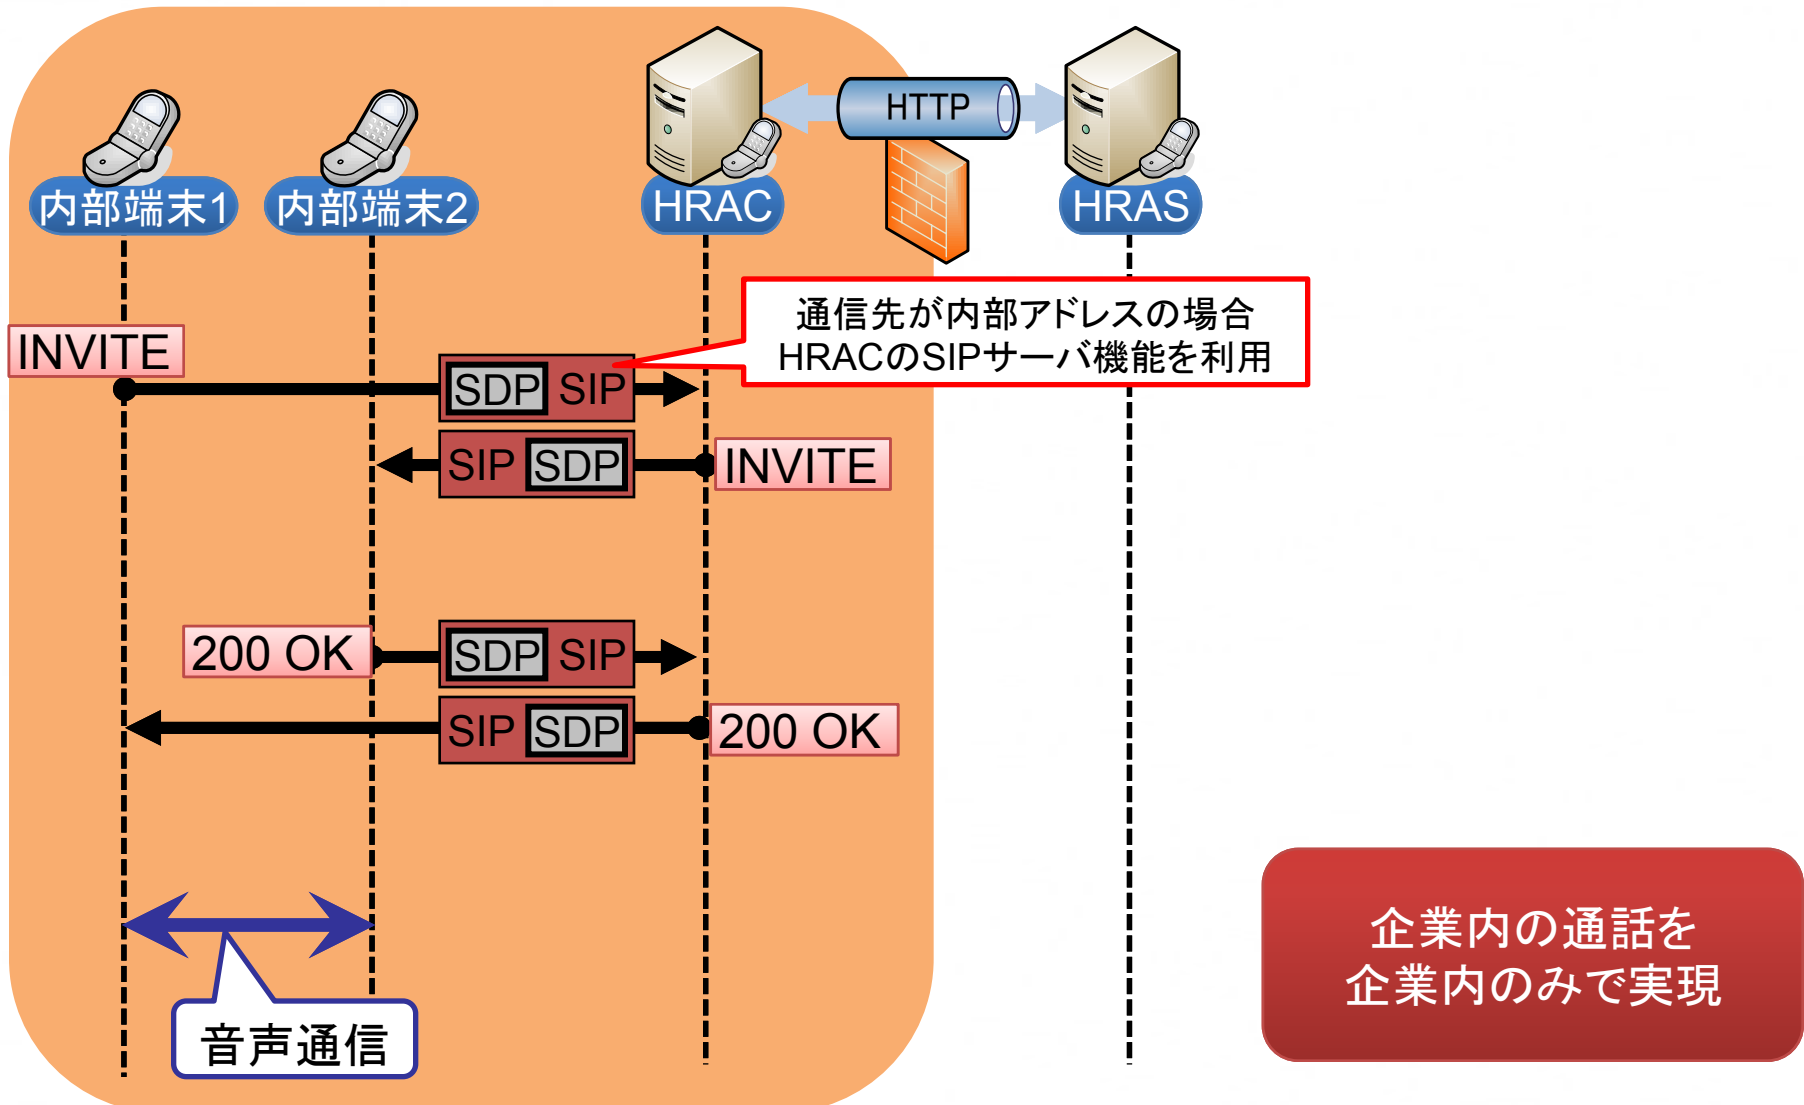 HTTP
内部端末1
内部端末2
HRAC
HRAS
通信先が内部アドレスの場合
HRACのSIPサーバ機能を利用
INVITE
SDP SIP
SIP SDP
INVITE
200 OK
SDP SIP
SIP SDP
200 OK
企業内の通話を
企業内のみで実現
音声通信